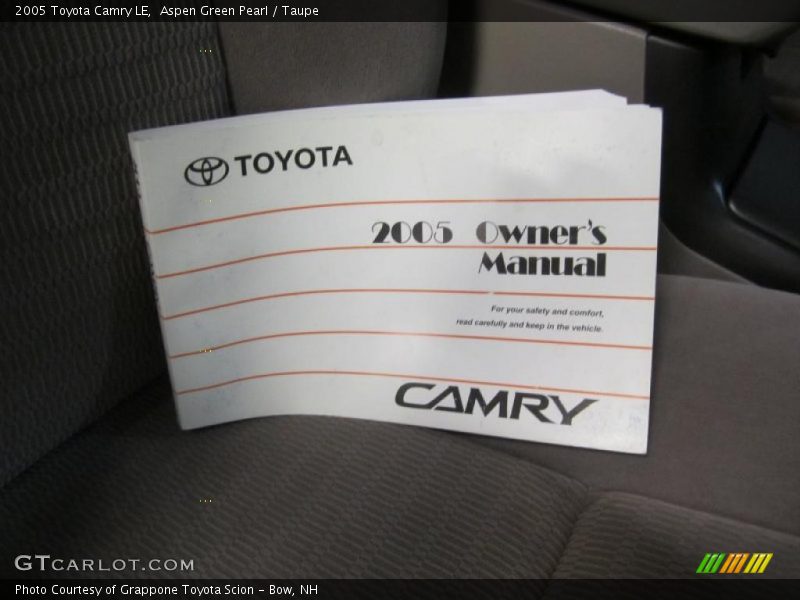 2005 Toyota Camry LE,  Aspen Green Pearl / Taupe
TOYOTA
2005 Owner's
Manual
For your safety and comfort,
read carefully and keep in the vehicle.
CAMRY
GTCARLOT.COM
Photo Courtesy of Grappone Toyota Scion - Bow, NH